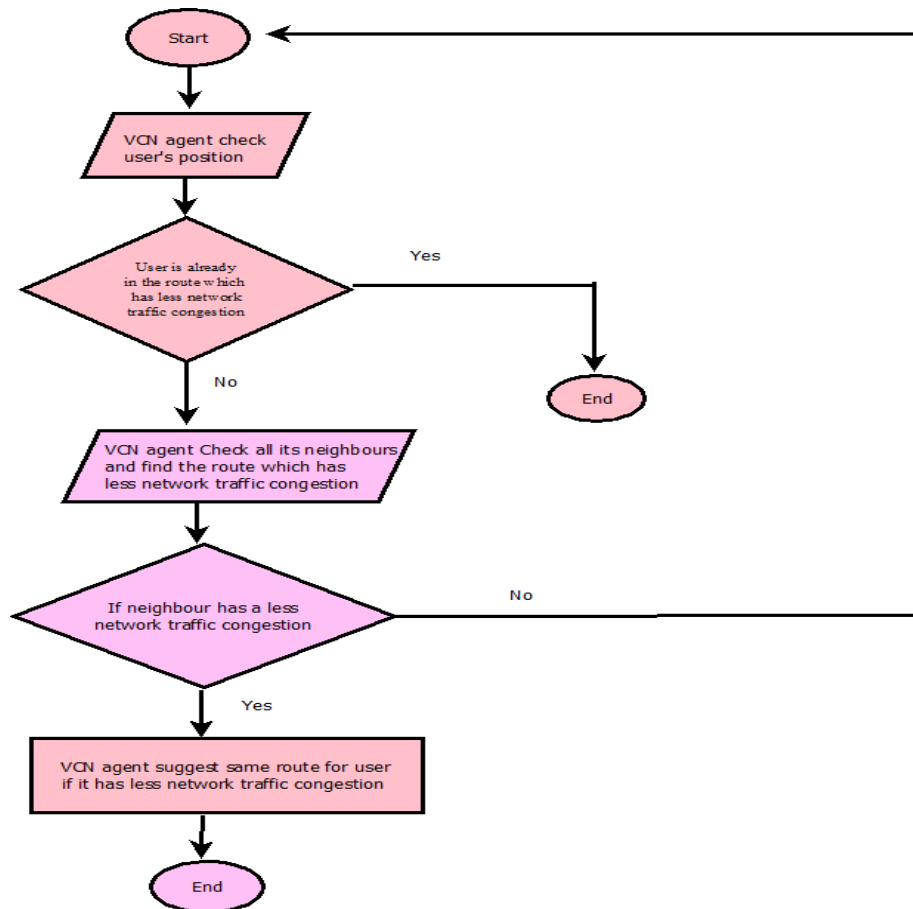 Start
VCN agent check
user's position
User is already
in the route which
has less network
traffic congestion
Yes
No
End
VCN agent Check all its neighbours
and find the route which has
less network traffic congestion
If neighbour has a less
network traffic congestion
No
Yes
VCN agent suggest same route for user
if it has less network traffic congestion
End